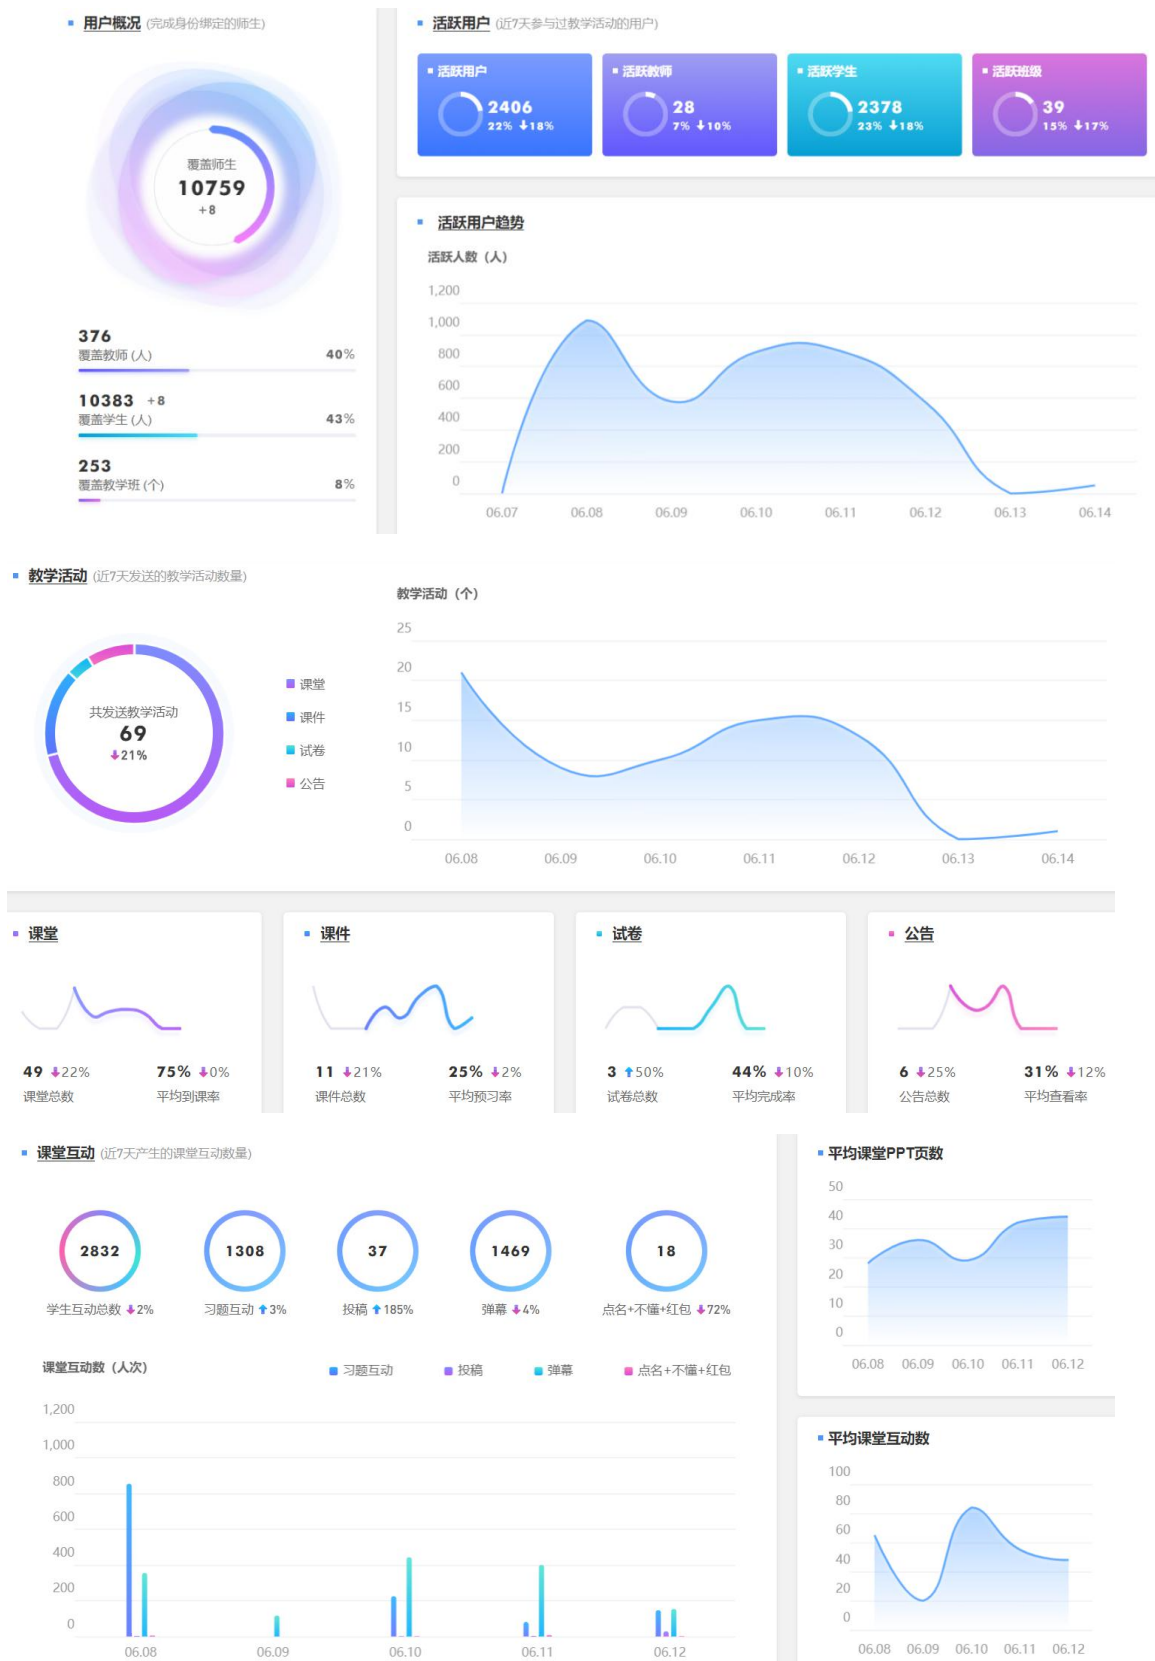 用户概况 (完成身份绑定的师生)
覆盖师生
10759
+8
376
覆盖教师 (人) 40%
10383 +8
覆盖学生 (人) 43%
253
覆盖教学班 (个) 8%
活跃用户 (近7天参与过教学活动的用户)
活跃用户
2406
22% ↓18%
活跃教师
28
7% ↓10%
活跃学生
2378
23% ↓18%
活跃班级
39
15% ↓17%
活跃用户趋势
活跃人数 (人)
1,200
1,000
800
600
400
200
0
06.07 06.08 06.09 06.10 06.11 06.12 06.13 06.14
教学活动 (近7天发送的教学活动数量)
共发送教学活动
69
↓21%
课堂
课件
试卷
公告
教学活动 (个)
25
20
15
10
5
0
06.08 06.09 06.10 06.11 06.12 06.13 06.14
课堂
49 ↓22% 75% ↓0%
课堂总数 平均到课率
课件
11 ↓21% 25% ↓2%
课件总数 平均预习率
试卷
3 ↑50% 44% ↓10%
试卷总数 平均完成率
公告
6 ↓25% 31% ↓12%
公告总数 平均查看率
课堂互动 (近7天产生的课堂互动数量)
2832 1308 37 1469 18
学生互动总数 ↓2% 习题互动 ↑3% 投稿 ↑185% 弹幕 ↓4% 点名+不懂+红包 ↓72%
课堂互动数 (人次) 习题互动 投稿 弹幕 点名+不懂+红包
1,200
1,000
800
600
400
200
0
06.08 06.09 06.10 06.11 06.12
平均课堂PPT页数
50
40
30
20
10
0
06.08 06.09 06.10 06.11 06.12
平均课堂互动数
100
80
60
40
20
0
06.08 06.09 06.10 06.11 06.12